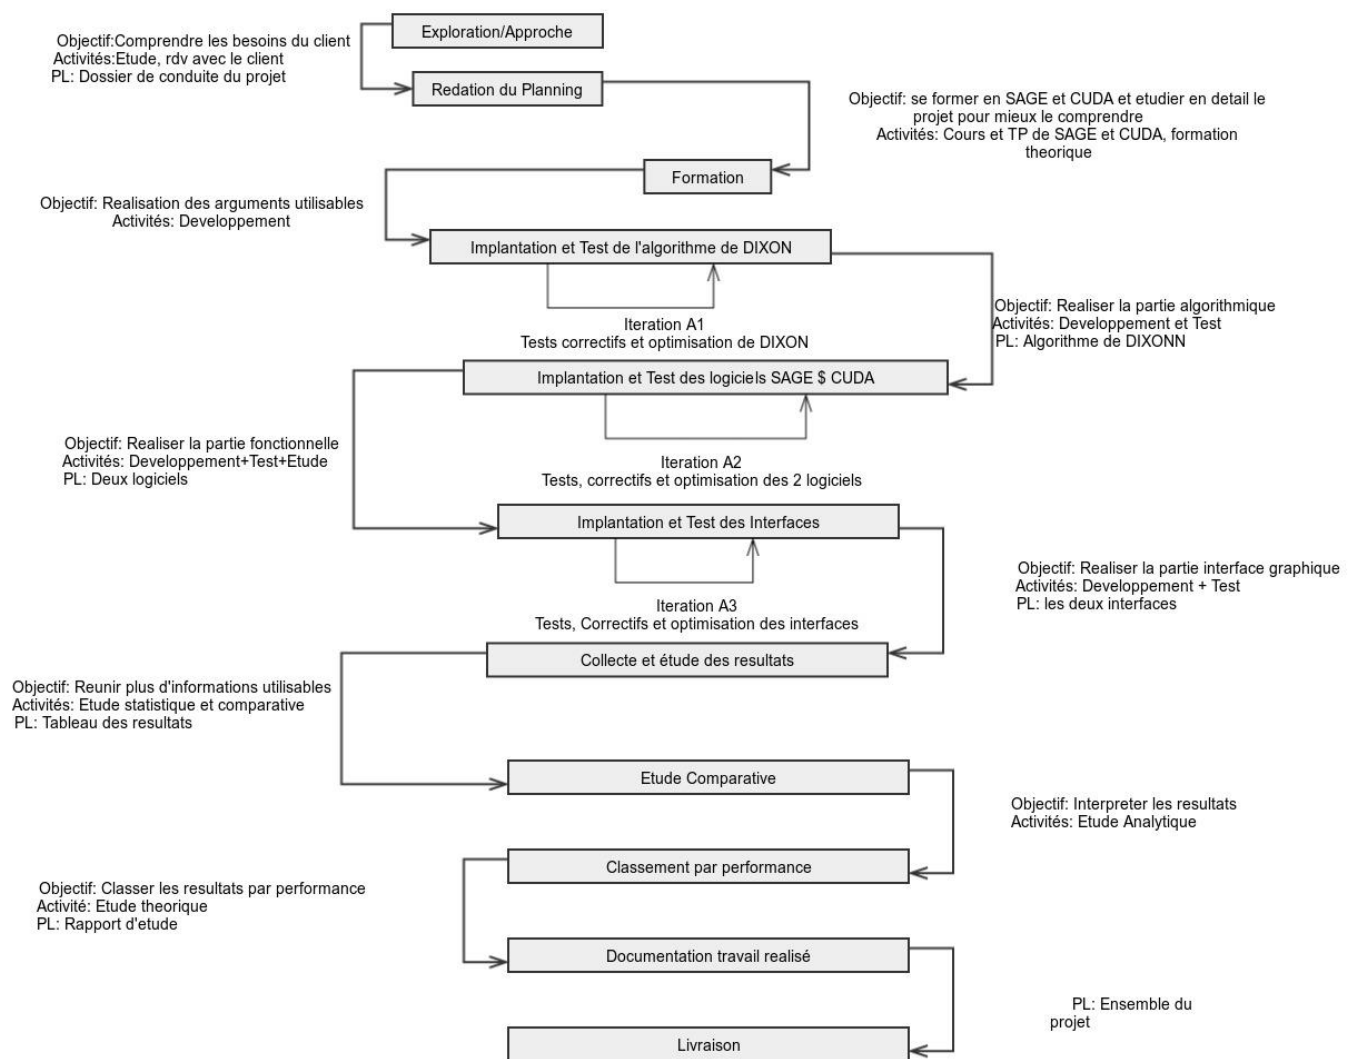 Exploration/Approche
Objectif:Comprendre les besoins du client
Activités:Etude, rdv avec le client
PL: Dossier de conduite du projet
Redation du Planning
Objectif: se former en SAGE et CUDA et etudier en detail le
projet pour mieux le comprendre
Activités: Cours et TP de SAGE et CUDA, formation
theorique
Formation
Objectif: Realisation des arguments utilisables
Activités: Developpement
Implantation et Test de l'algorithme de DIXON
Iteration A1
Tests correctifs et optimisation de DIXON
Objectif: Realiser la partie algorithmique
Activités: Developpement et Test
PL: Algorithme de DIXONN
Implantation et Test des logiciels SAGE $ CUDA
Objectif: Realiser la partie fonctionnelle
Activités: Developpement+Test+Etude
PL: Deux logiciels
Iteration A2
Tests, correctifs et optimisation des 2 logiciels
Implantation et Test des Interfaces
Iteration A3
Tests, Correctifs et optimisation des interfaces
Objectif: Realiser la partie interface graphique
Activités: Developpement + Test
PL: les deux interfaces
Collecte et étude des resultats
Objectif: Reunir plus d'informations utilisables
Activités: Etude statistique et comparative
PL: Tableau des resultats
Etude Comparative
Objectif: Interpreter les resultats
Activités: Etude Analytique
Classement par performance
Objectif: Classer les resultats par performance
Activité: Etude theorique
PL: Rapport d'etude
Documentation travail realisé
PL: Ensemble du
projet
Livraison